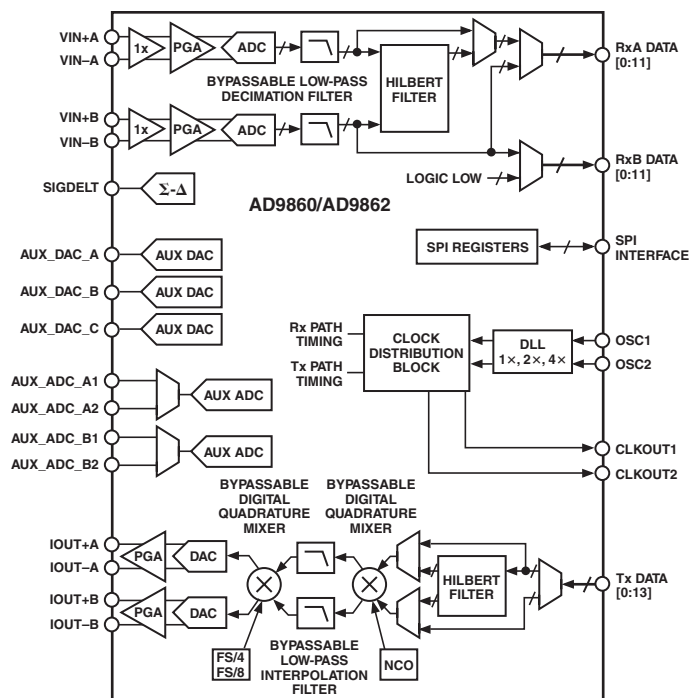 VIN+A
VIN–A
1x
PGA
ADC
BYPASSABLE LOW-PASS
DECIMATION FILTER
HILBERT
FILTER
RxA DATA
[0:11]
VIN+B
VIN–B
1x
PGA
ADC
LOGIC LOW
RxB DATA
[0:11]
SIGDELT
Σ-Δ
AD9860/AD9862
SPI REGISTERS
SPI
INTERFACE
AUX_DAC_A
AUX DAC
AUX_DAC_B
AUX DAC
AUX_DAC_C
AUX DAC
Rx PATH
TIMING
Tx PATH
TIMING
CLOCK
DISTRIBUTION
BLOCK
DLL
1×, 2×, 4×
OSC1
OSC2
AUX_ADC_A1
AUX_ADC_A2
AUX ADC
AUX_ADC_B1
AUX_ADC_B2
AUX ADC
CLKOUT1
CLKOUT2
BYPASSABLE
DIGITAL
QUADRATURE
MIXER
BYPASSABLE
DIGITAL
QUADRATURE
MIXER
IOUT+A
IOUT–A
PGA
DAC
HILBERT
FILTER
Tx DATA
[0:13]
IOUT+B
IOUT–B
PGA
DAC
FS/4
FS/8
BYPASSABLE
LOW-PASS
INTERPOLATION
FILTER
NCO